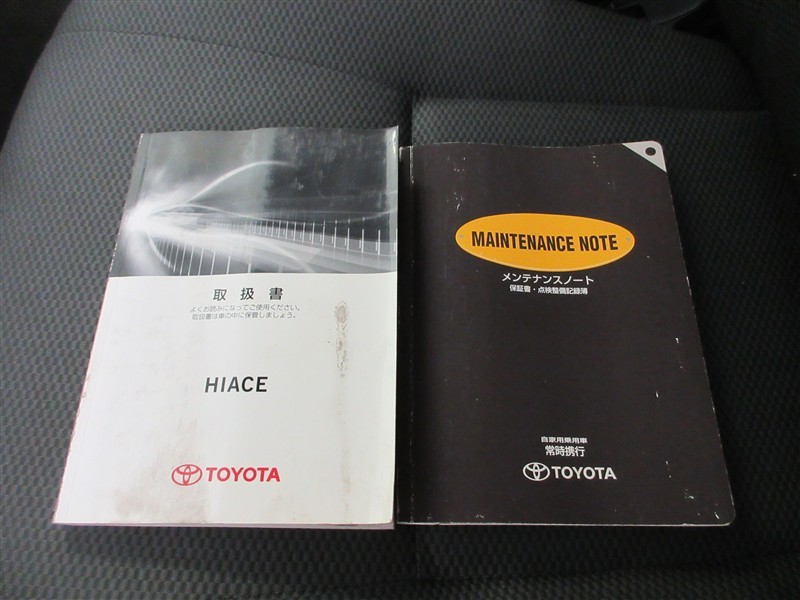 取扱書
よくお読みになってご使用ください。
取扱書は車の中に保管しましょう。
HIACE
TOYOTA
MAINTENANCE NOTE
メンテナンスノート
保証書・点検整備記録簿
自家用乗用車
常時携行
TOYOTA